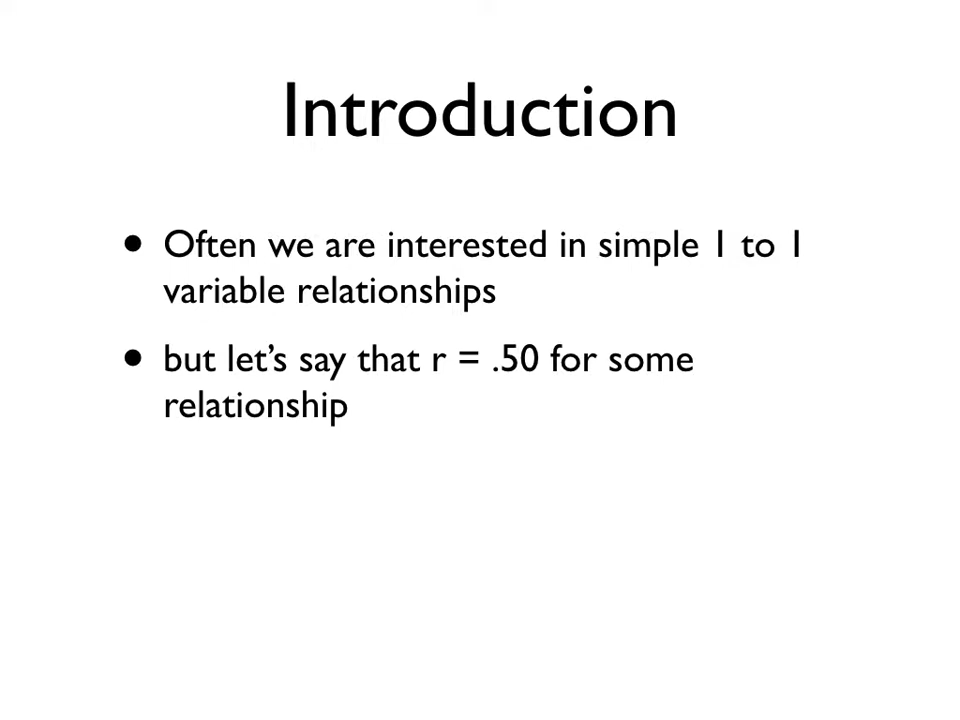 Introduction
• Often we are interested in simple 1 to 1
variable relationships
• but let’s say that r = .50 for some
relationship